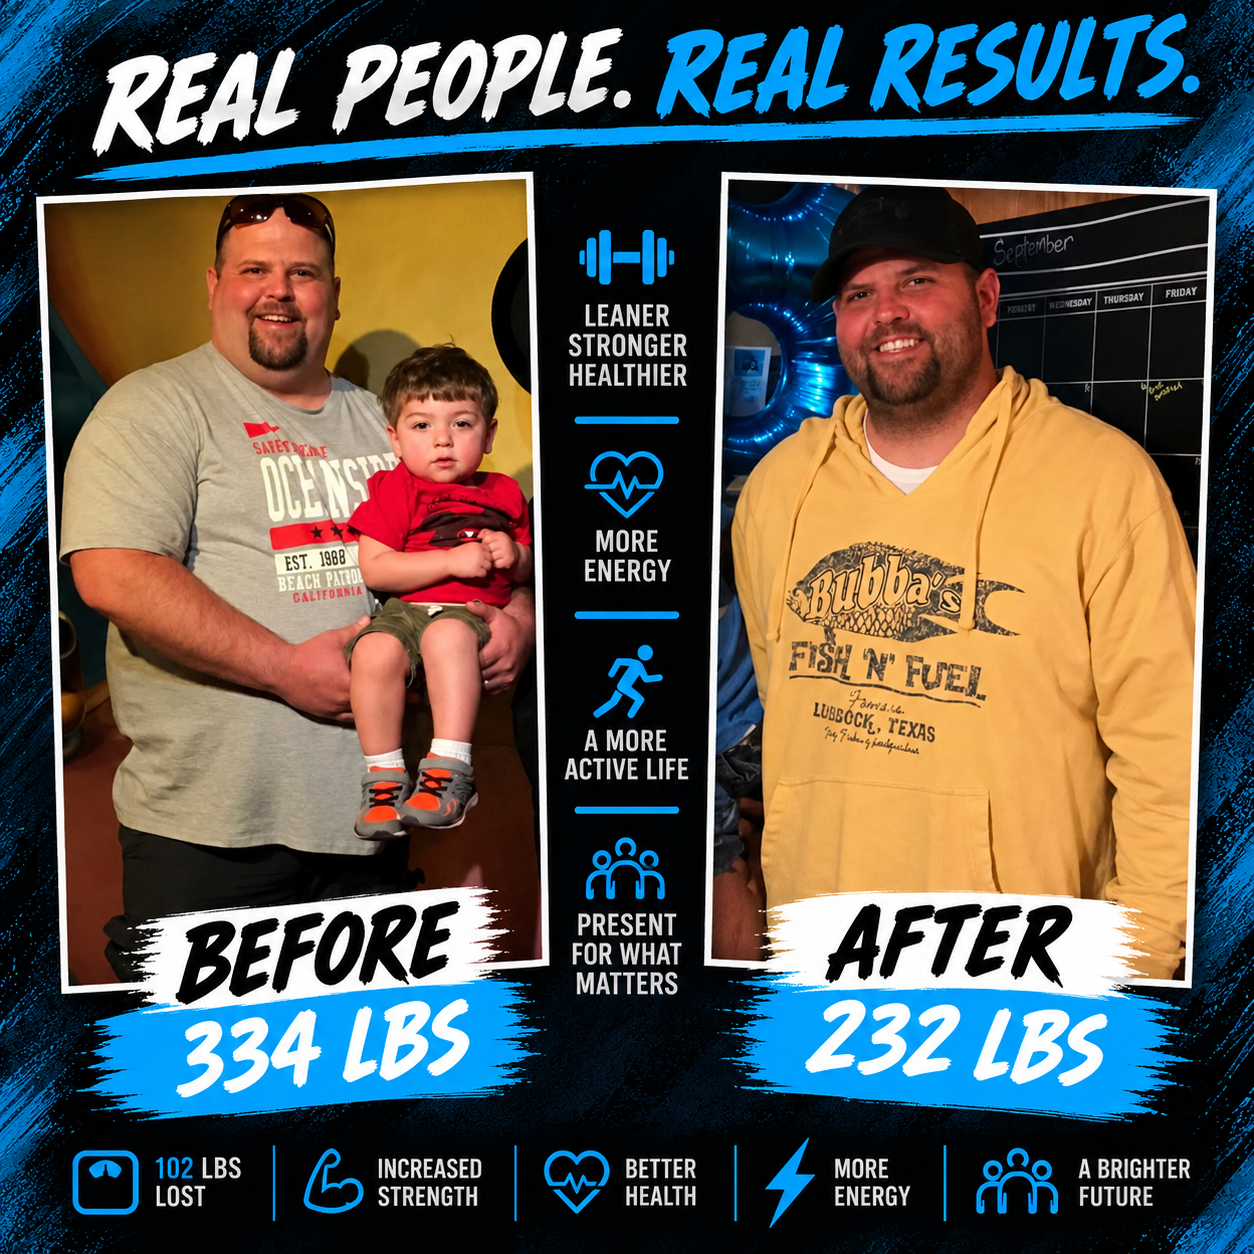 REAL PEOPLE. REAL RESULTS.
OCEANSIDE
EST. 1988
BEACH PATROL
CALIFORNIA
LEANER
STRONGER
HEALTHIER
MORE
ENERGY
A MORE
ACTIVE LIFE
PRESENT
FOR WHAT
MATTERS
September
WEDNESDAY
THURSDAY
FRIDAY
Bubba's
FISH 'N' FUEL
LUBBOCK, TEXAS
BEFORE
334 LBS
AFTER
232 LBS
102 LBS
LOST
INCREASED
STRENGTH
BETTER
HEALTH
MORE
ENERGY
A BRIGHTER
FUTURE